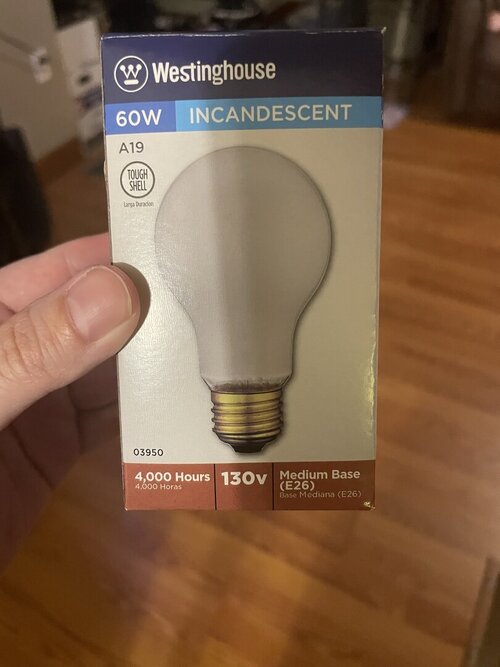 Westinghouse
60W INCANDESCENT
A19
TOUGH
SHELL
Larga Duracion
03950
4,000 Hours
4,000 Horas
130v
Medium Base
(E26)
Base Mediana (E26)